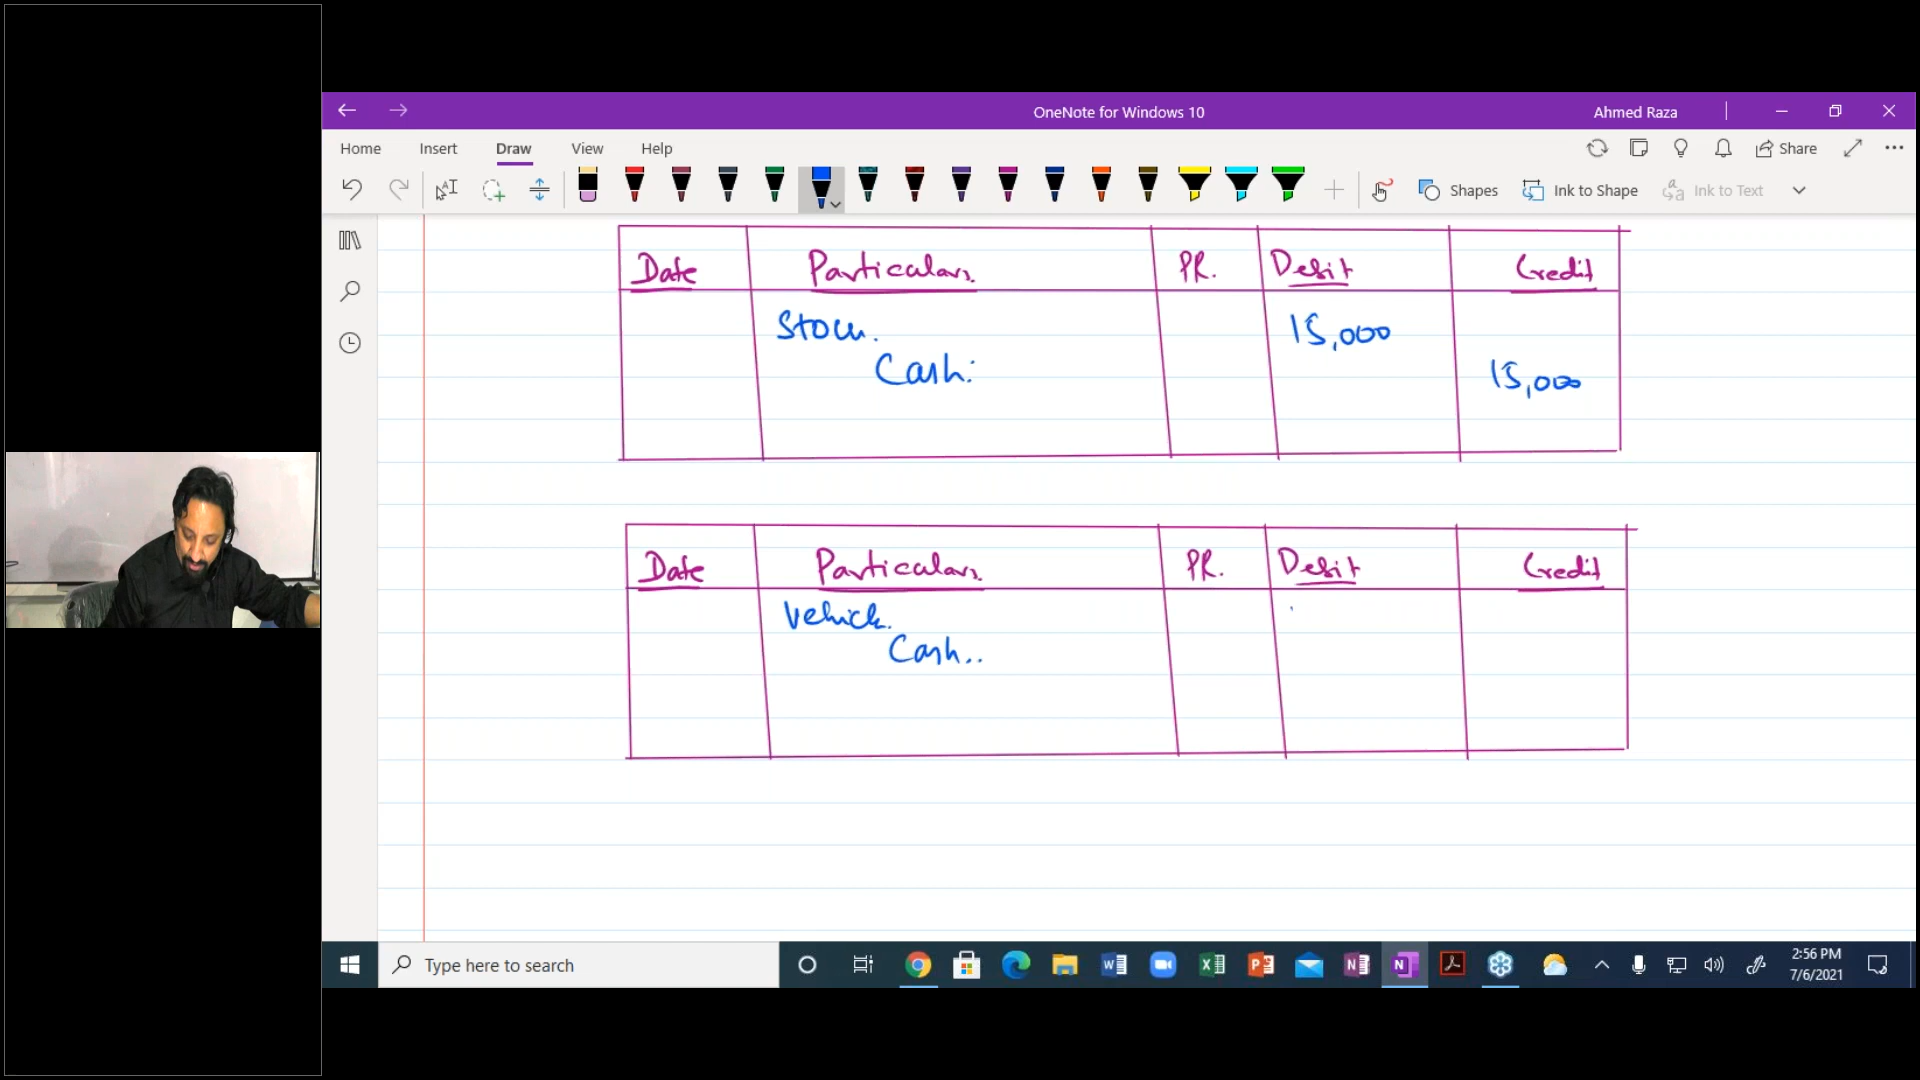 OneNote for Windows 10
Ahmed Raza
Home Insert Draw View Help
Share
Shapes
Ink to Shape
Ink to Text
Date Particulars. PR. Debit Credit
Stock. 15,000
Cash. 15,000
Date Particulars. PR. Debit Credit
Vehicle.
Cash..
Type here to search
2:56 PM
7/6/2021